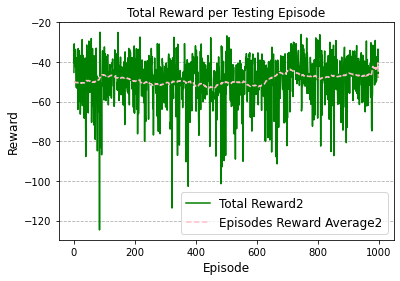 Total Reward per Testing Episode
−20
−40
−60
−80
−100
−120
Reward
0
200
400
600
800
1000
Episode
Total Reward2
Episodes Reward Average2